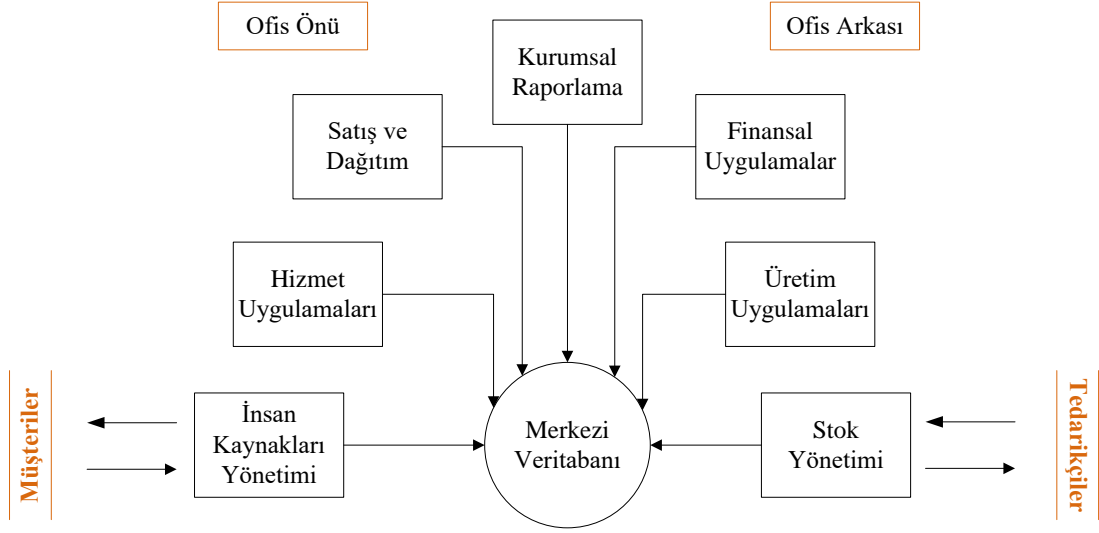 Ofis Önü
Ofis Arkası
Kurumsal
Raporlama
Satış ve
Dağıtım
Finansal
Uygulamalar
Hizmet
Uygulamaları
Üretim
Uygulamaları
Müşteriler
İnsan
Kaynakları
Yönetimi
Merkezi
Veritabanı
Stok
Yönetimi
Tedarikçiler